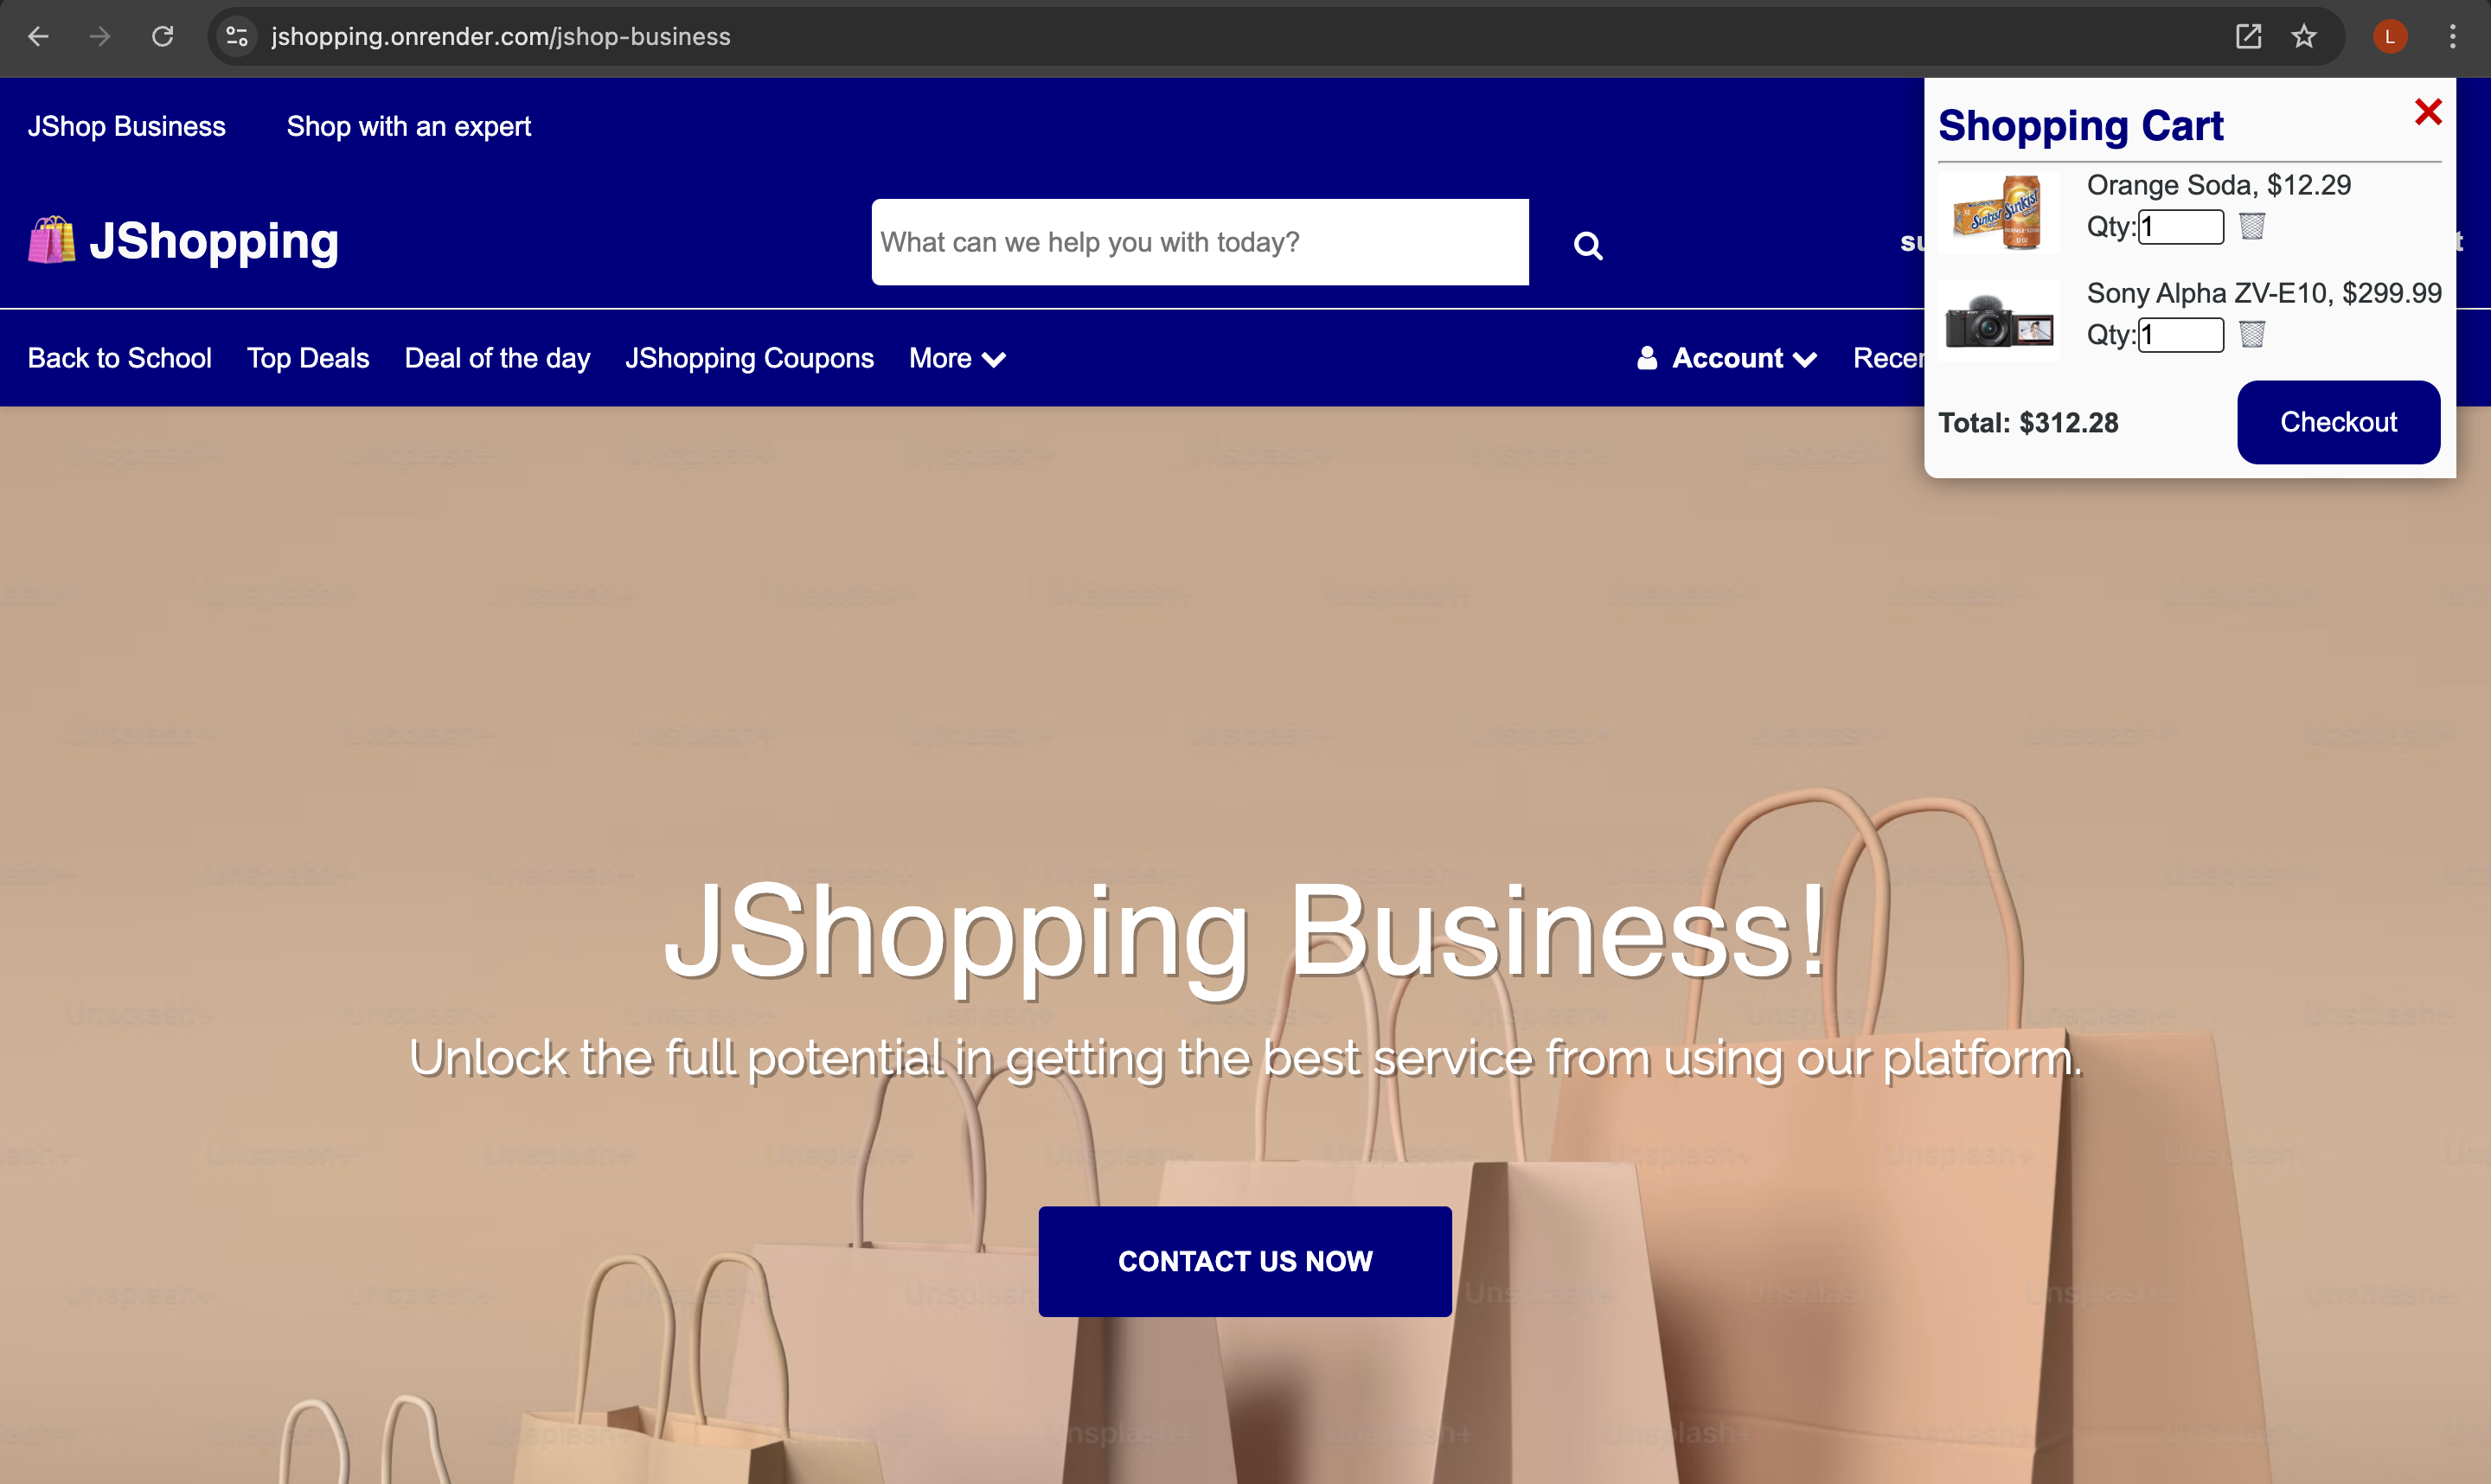 jshopping.onrender.com/jshop-business
L
JShop Business
Shop with an expert
JShopping
What can we help you with today?
Back to School
Top Deals
Deal of the day
JShopping Coupons
More
Account
Shopping Cart
Orange Soda, $12.29
Qty: 1
Sony Alpha ZV-E10, $299.99
Qty: 1
Total: $312.28
Checkout
JShopping Business!
Unlock the full potential in getting the best service from using our platform.
CONTACT US NOW
Unsplash+